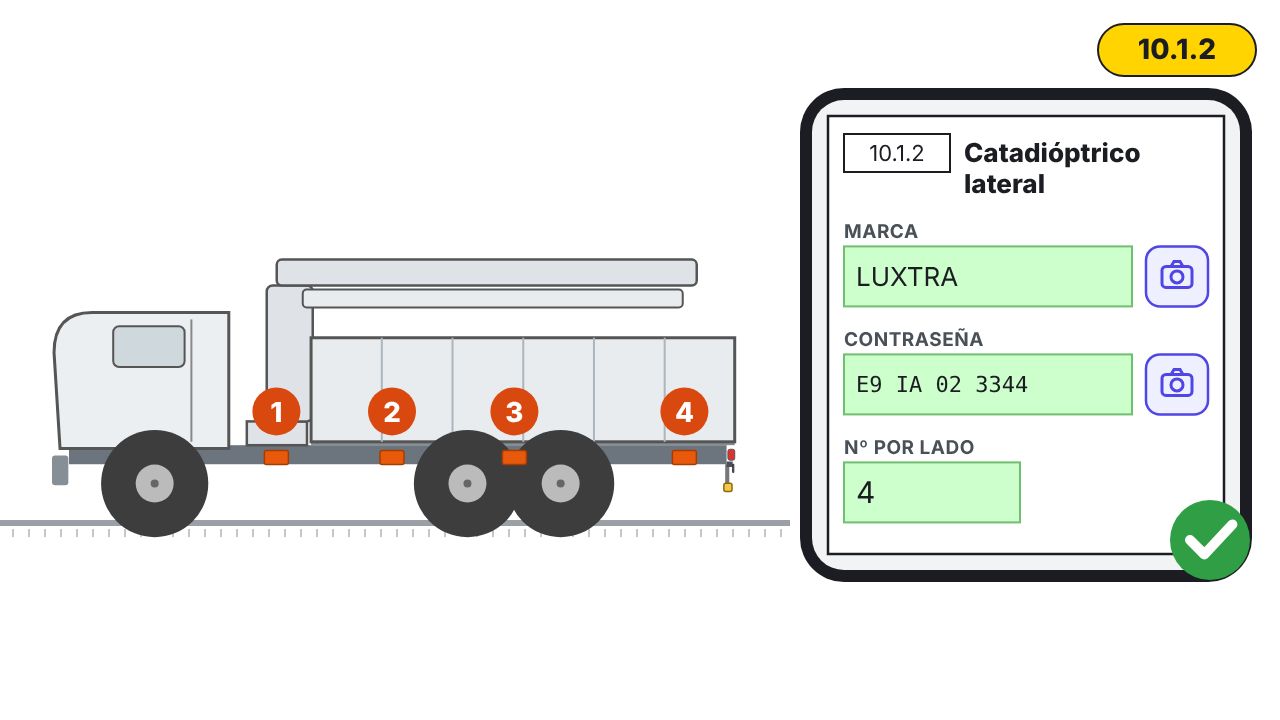 10.1.2
10.1.2
Catadióptrico
lateral
MARCA
LUXTRA
CONTRASEÑA
E9 IA 02 3344
Nº POR LADO
4
1
2
3
4